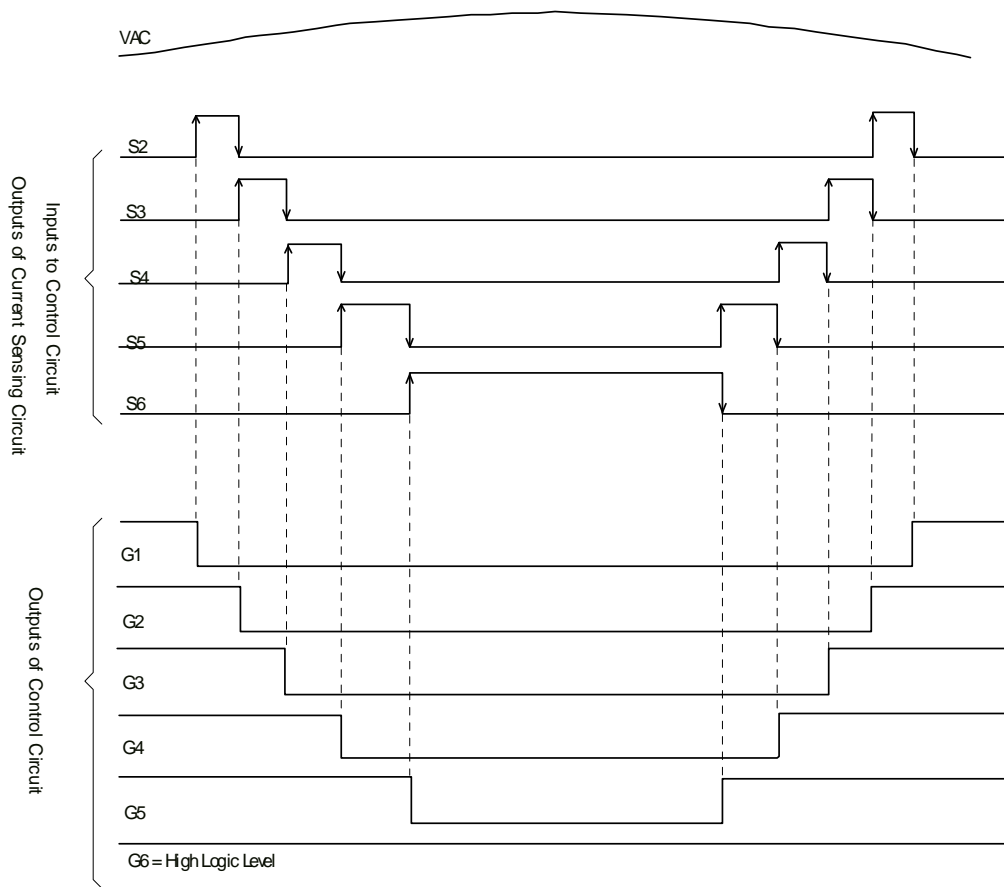 VAC
S2
S3
S4
S5
S6
Inputs to Control Circuit
Outputs of Current Sensing Circuit
G1
G2
G3
G4
G5
G6 = High Logic Level
Outputs of Control Circuit